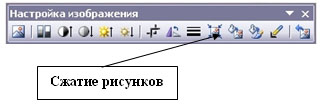 Настройка изображения
Сжатие рисунков